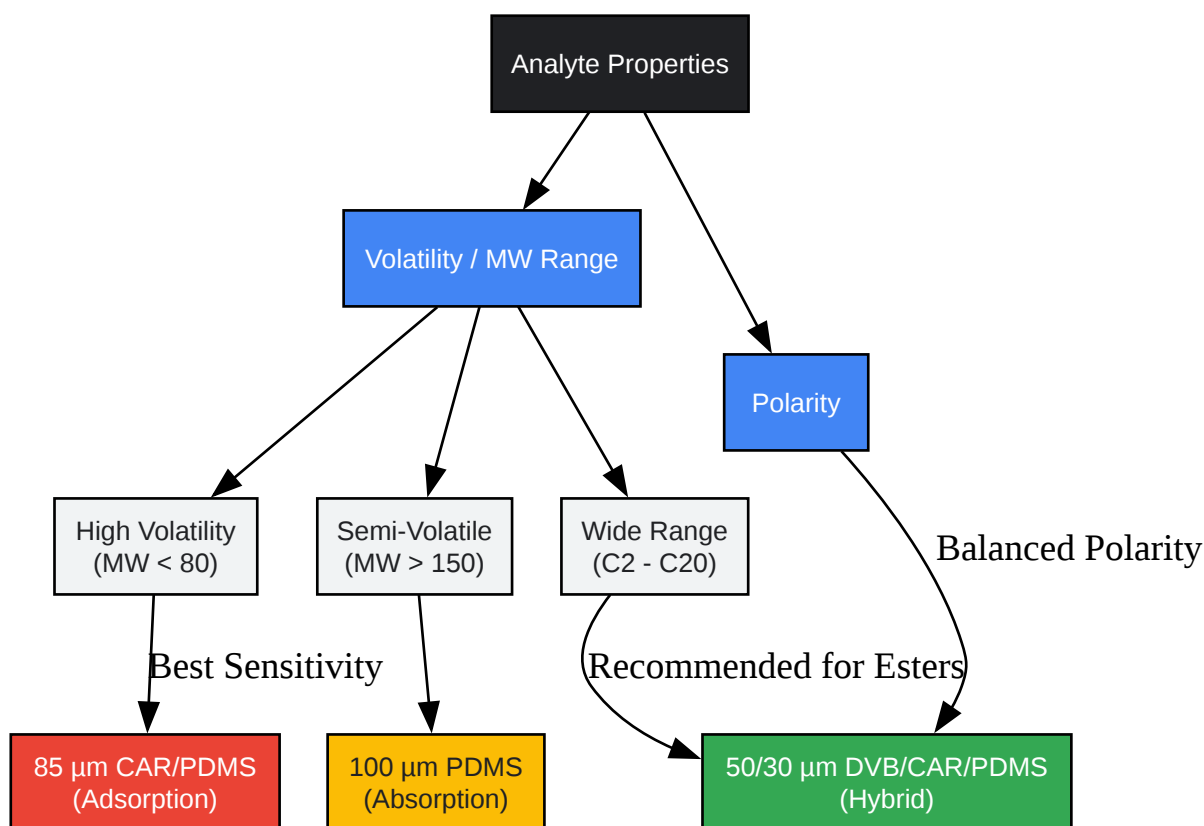 Analyte Properties
Volatility / MW Range
Polarity
High Volatility
(MW < 80)
Semi-Volatile
(MW > 150)
Wide Range
(C2 - C20)
Balanced Polarity
Best Sensitivity
Recommended for Esters
85 µm CAR/PDMS
(Adsorption)
100 µm PDMS
(Absorption)
50/30 µm DVB/CAR/PDMS
(Hybrid)